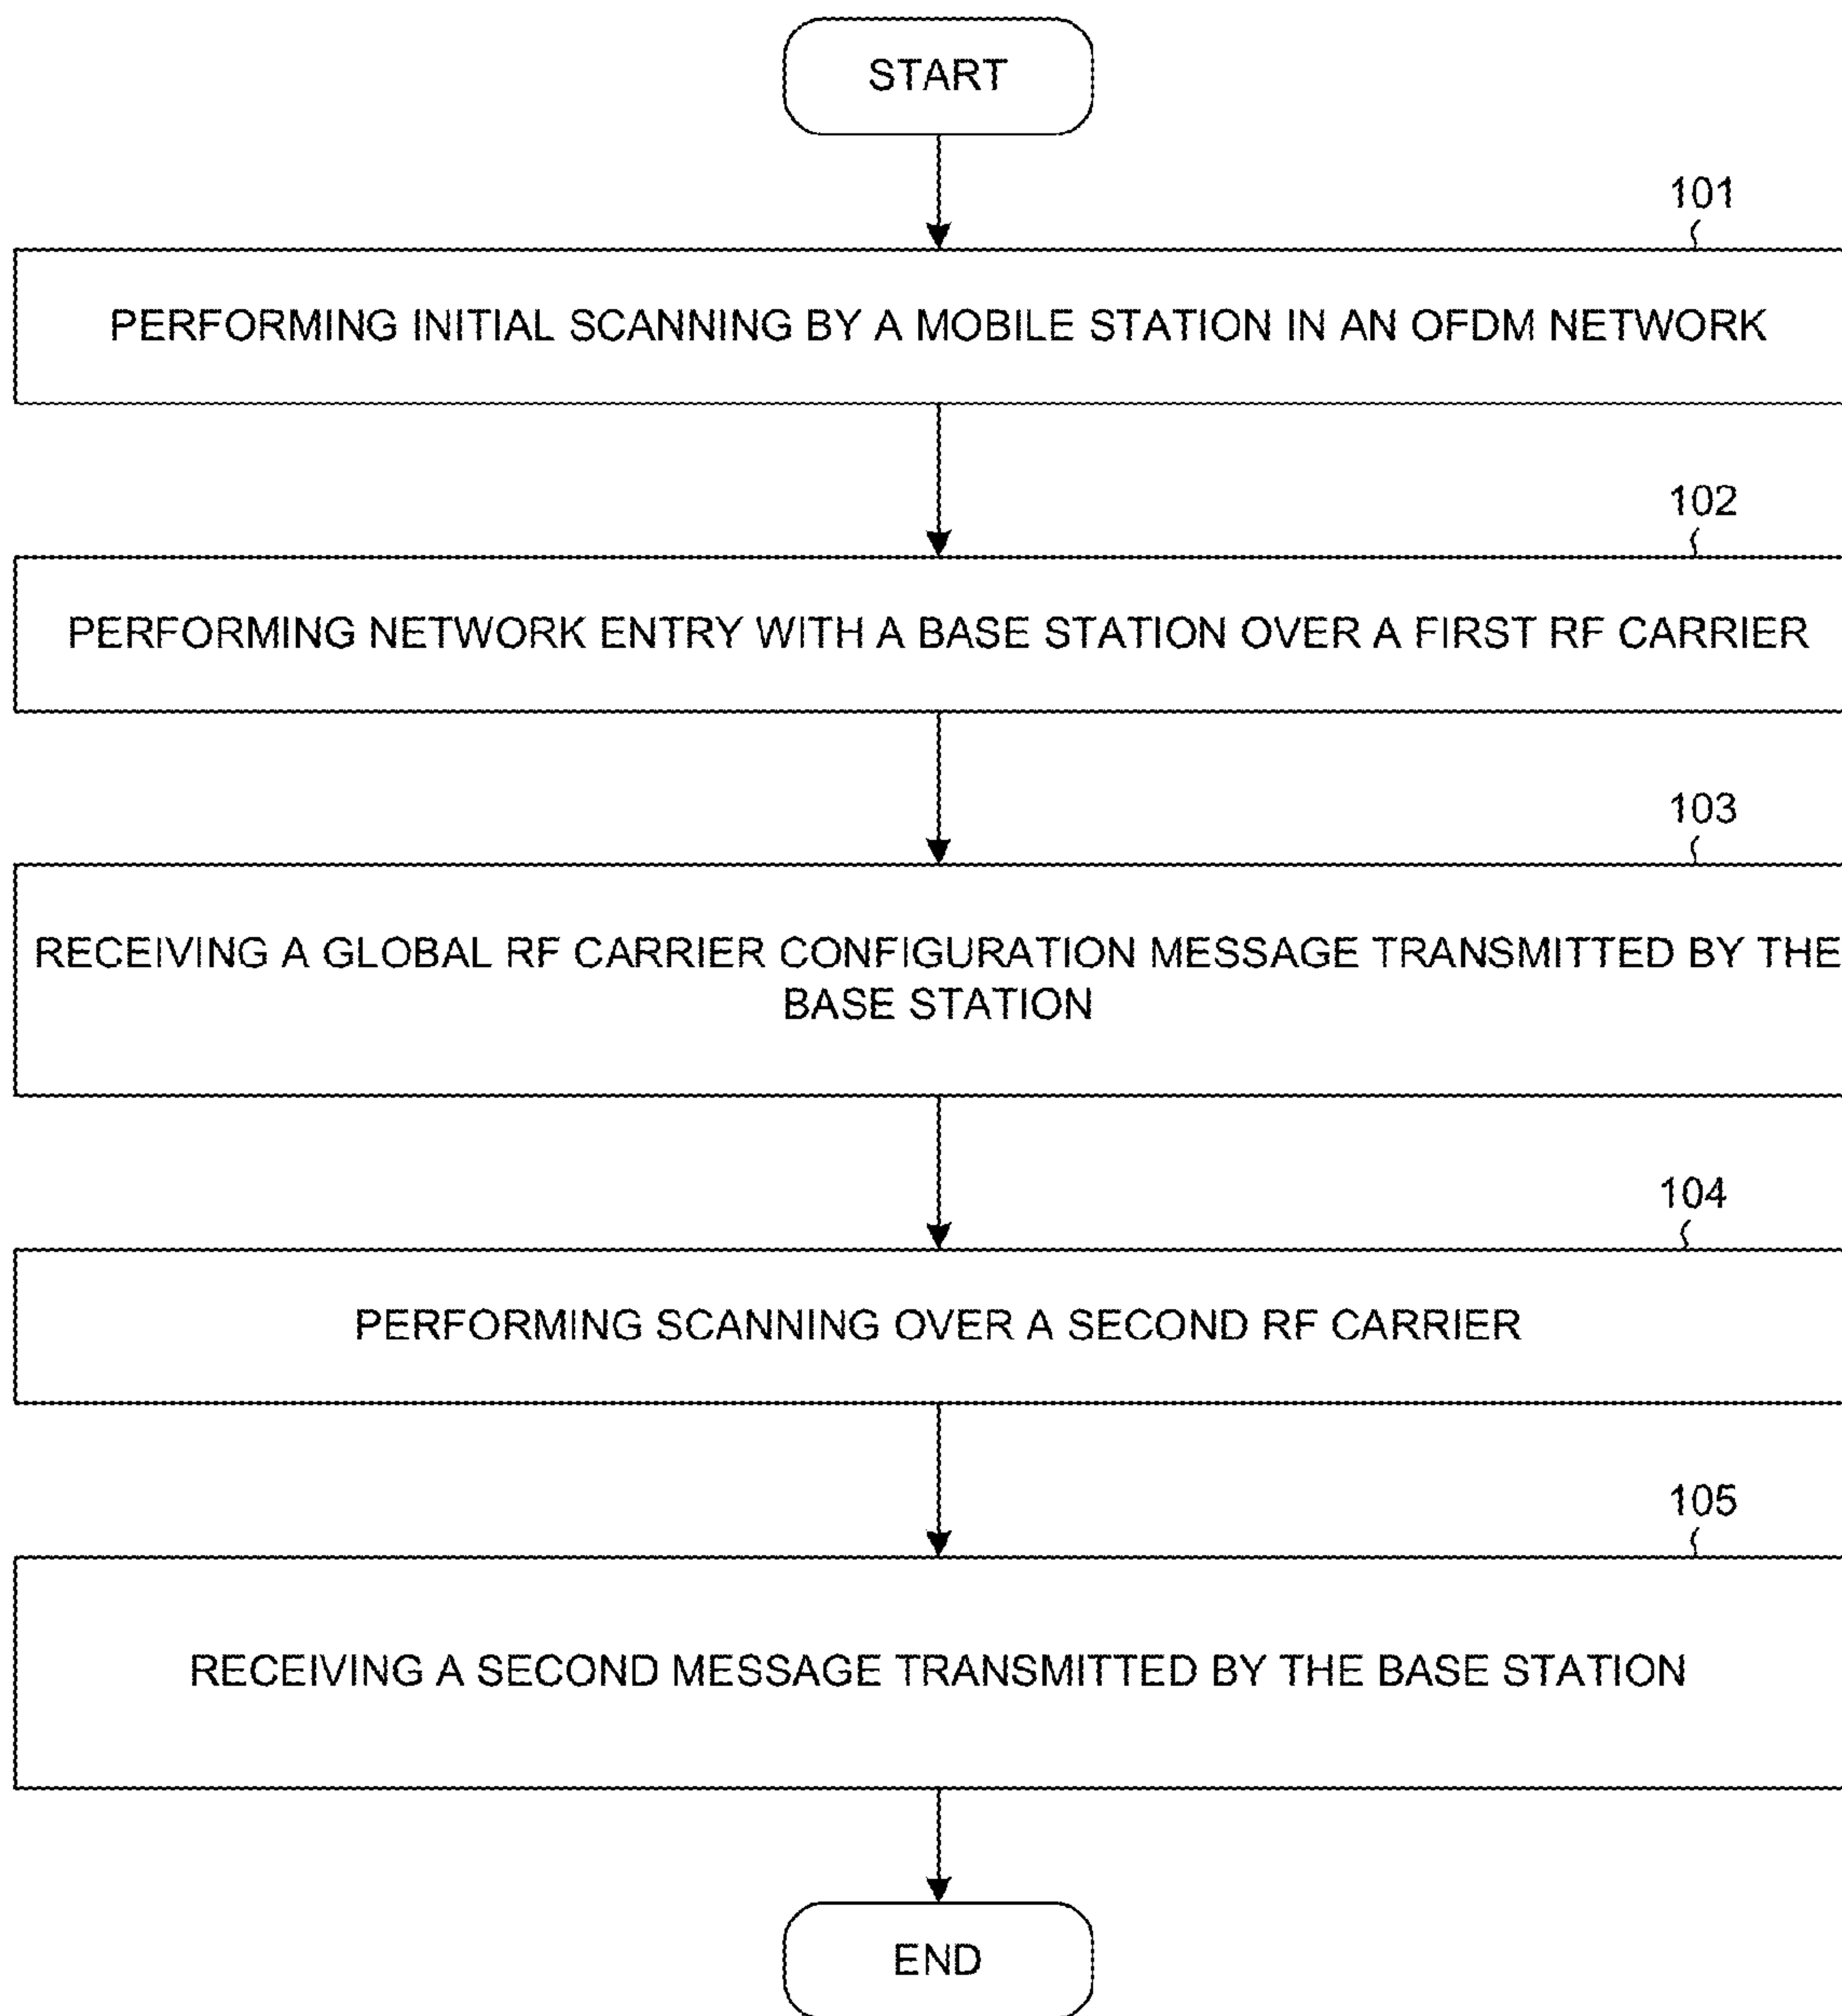 START
101
PERFORMING INITIAL SCANNING BY A MOBILE STATION IN AN OFDM NETWORK
102
PERFORMING NETWORK ENTRY WITH A BASE STATION OVER A FIRST RF CARRIER
103
RECEIVING A GLOBAL RF CARRIER CONFIGURATION MESSAGE TRANSMITTED BY THE
BASE STATION
104
PERFORMING SCANNING OVER A SECOND RF CARRIER
105
RECEIVING A SECOND MESSAGE TRANSMITTED BY THE BASE STATION
END